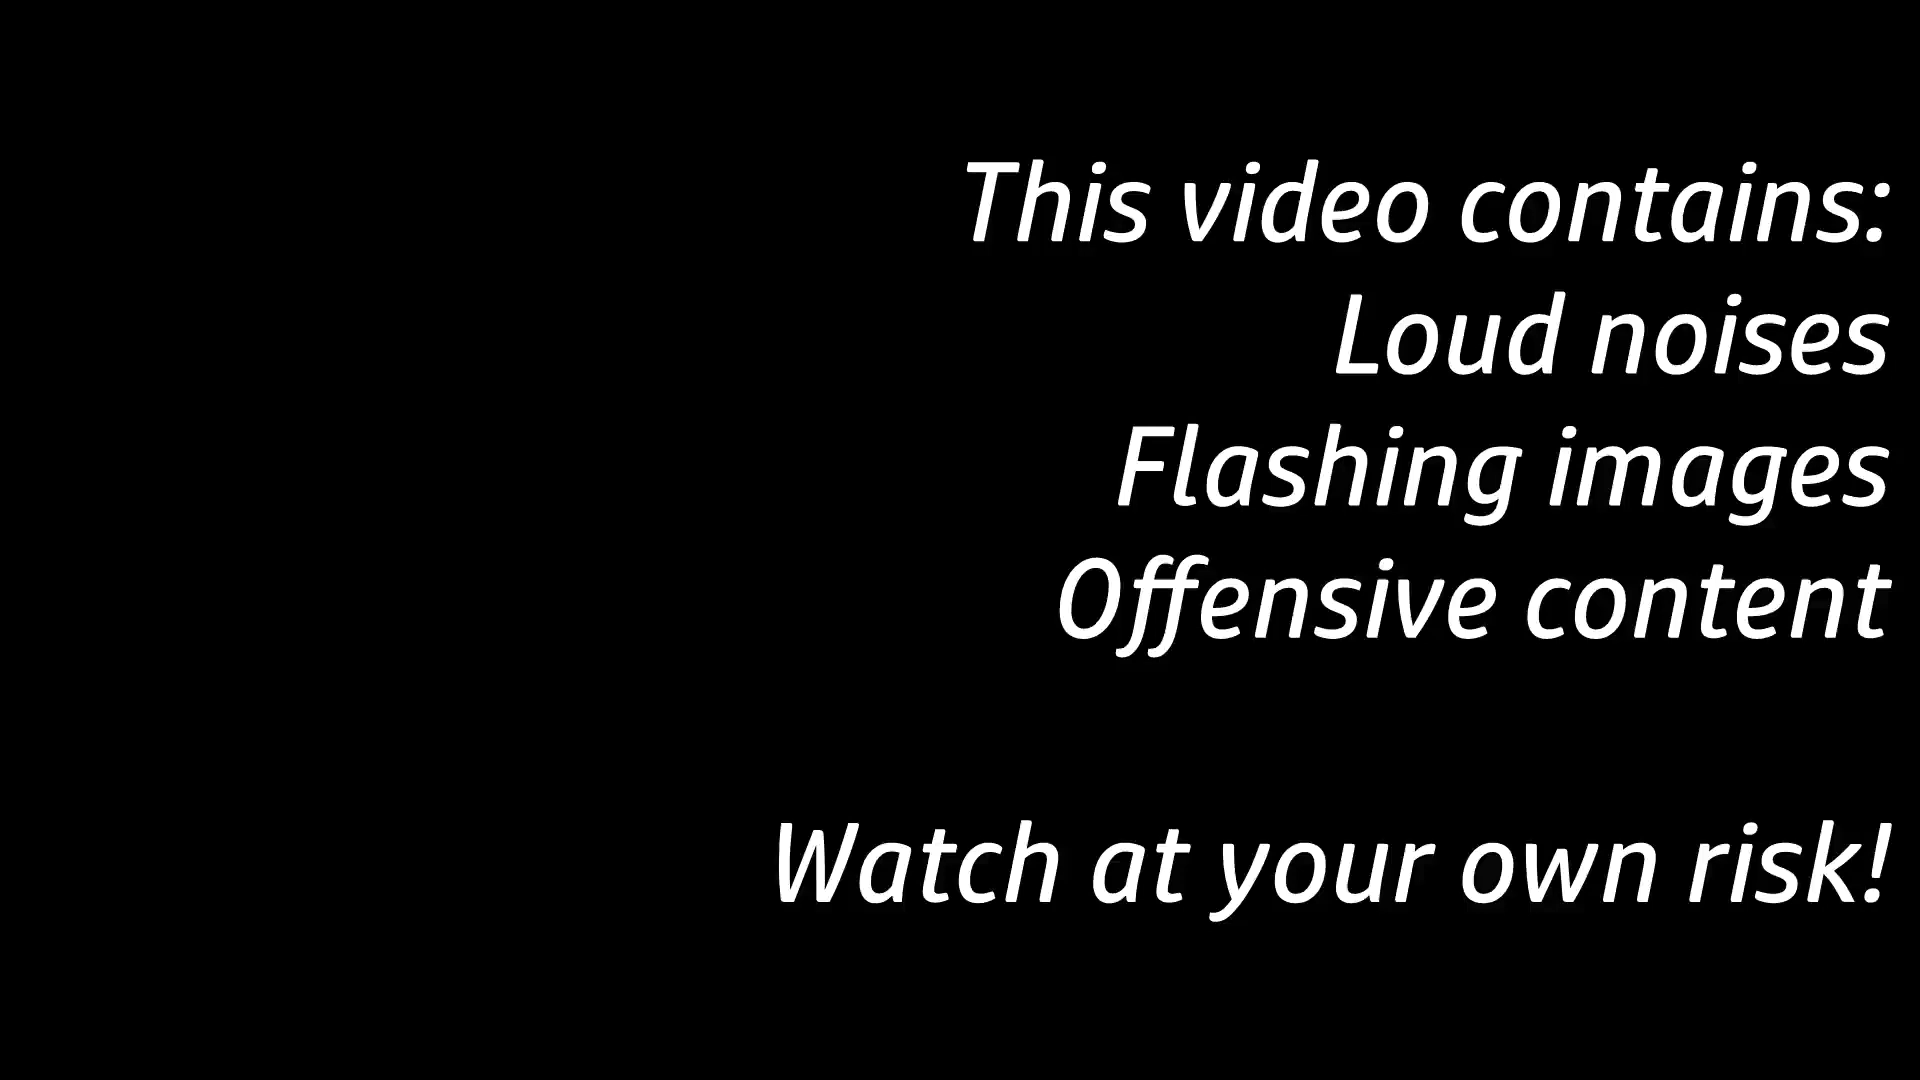 This video contains:
Loud noises
Flashing images
Offensive content
Watch at your own risk!